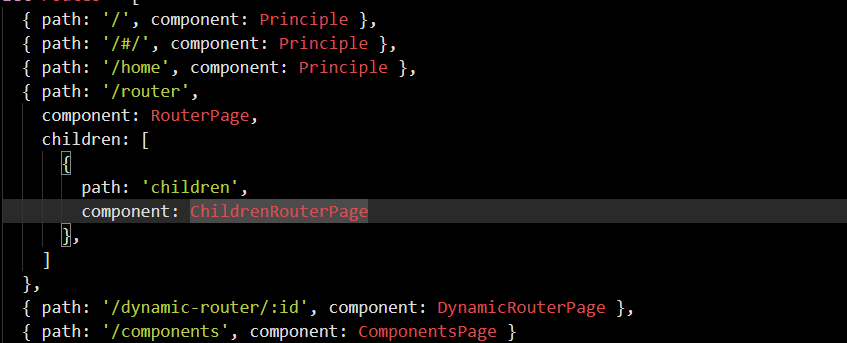 { path: '/', component: Principle },
{ path: '/#/', component: Principle },
{ path: '/home', component: Principle },
{ path: '/router',
component: RouterPage,
children: [
{
path: 'children',
component: ChildrenRouterPage
},
]
},
{ path: '/dynamic-router/:id', component: DynamicRouterPage },
{ path: '/components', component: ComponentsPage }